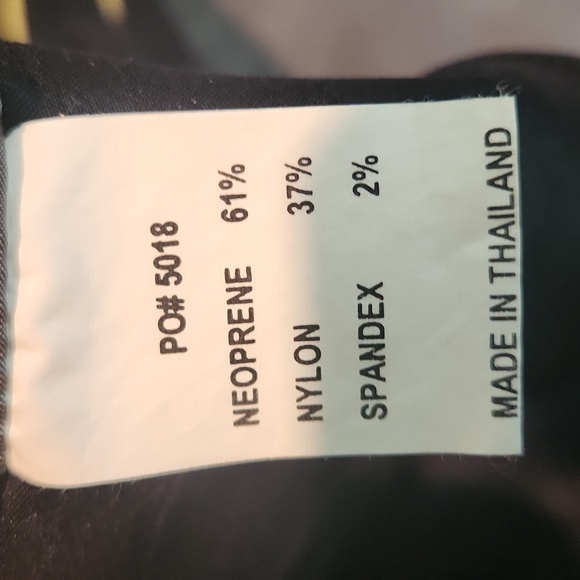 PO# 5018
NEOPRENE 61%
NYLON 37%
SPANDEX 2%
MADE IN THAILAND